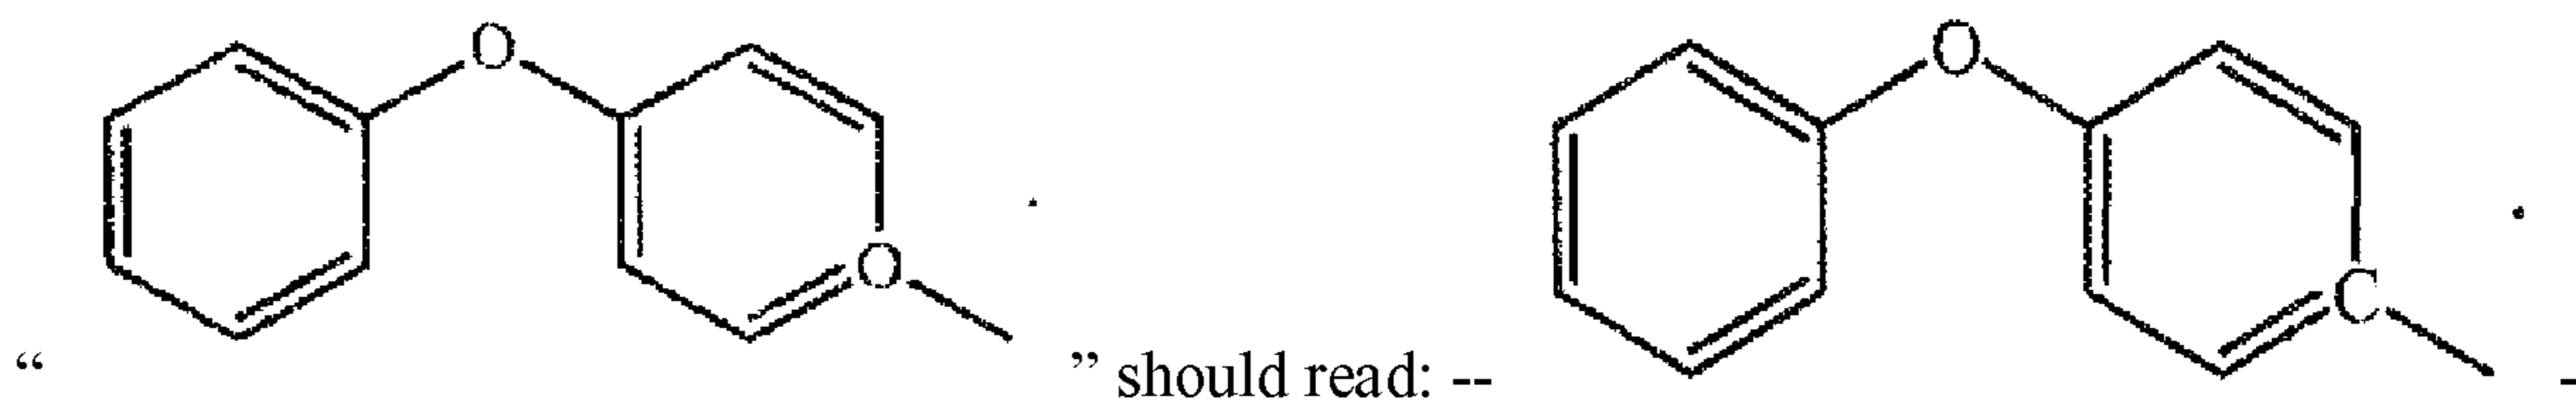 O O
O C
“ ” should read: -- -